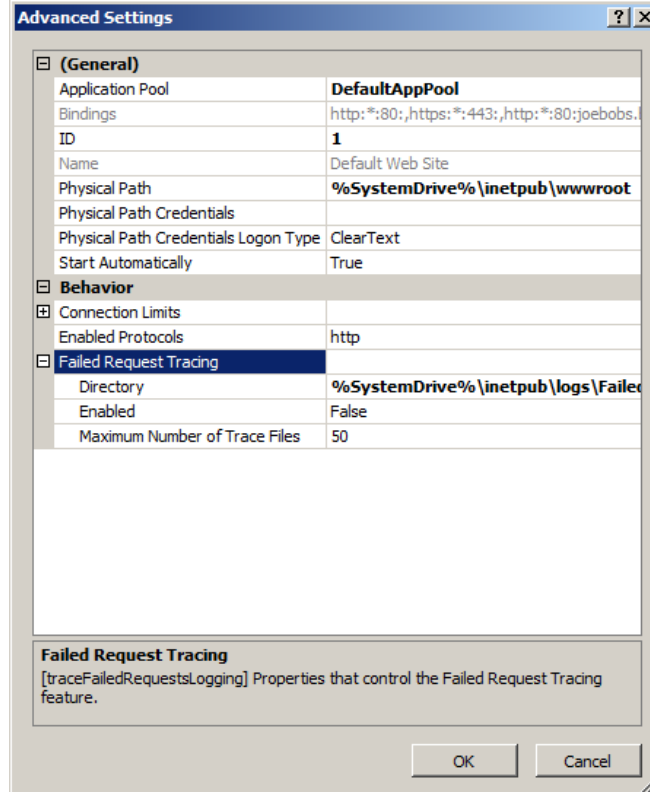 Advanced Settings
(General)
Application Pool DefaultAppPool
Bindings http:*:80:,https:*:443:,http:*:80:joebobs.
ID 1
Name Default Web Site
Physical Path %SystemDrive%\inetpub\wwwroot
Physical Path Credentials
Physical Path Credentials Logon Type ClearText
Start Automatically True
Behavior
Connection Limits
Enabled Protocols http
Failed Request Tracing
Directory %SystemDrive%\inetpub\logs\Failed
Enabled False
Maximum Number of Trace Files 50
Failed Request Tracing
[traceFailedRequestsLogging] Properties that control the Failed Request Tracing
feature.
OK Cancel